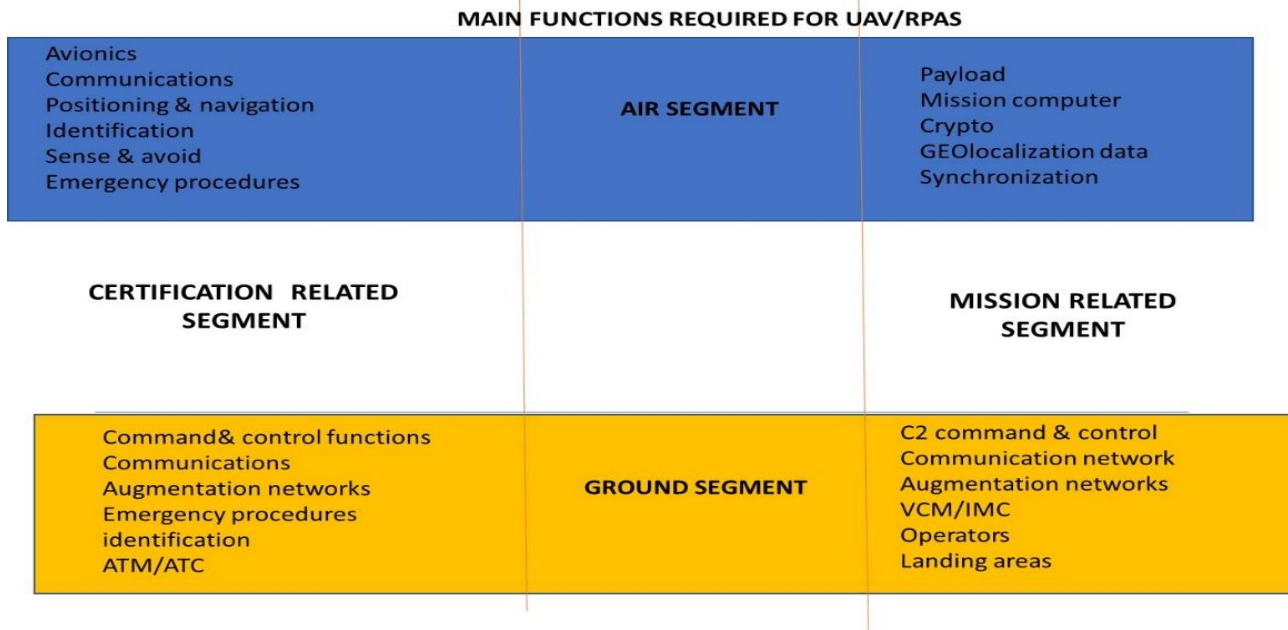 MAIN FUNCTIONS REQUIRED FOR UAV/RPAS
Avionics
Communications
Positioning & navigation
Identification
Sense & avoid
Emergency procedures
AIR SEGMENT
Payload
Mission computer
Crypto
GEOlocalization data
Synchronization
CERTIFICATION RELATED
SEGMENT
MISSION RELATED
SEGMENT
Command& control functions
Communications
Augmentation networks
Emergency procedures
identification
ATM/ATC
GROUND SEGMENT
C2 command & control
Communication network
Augmentation networks
VCM/IMC
Operators
Landing areas